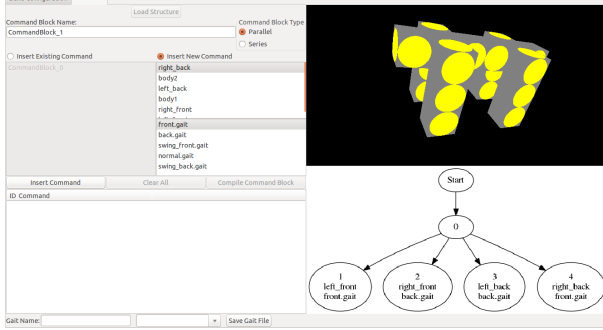 Load Structure
Command Block Name:
Command Block Type
CommandBlock_1
Parallel
Series
Insert Existing Command
Insert New Command
CommandBlock_0
right_back
body2
left_back
body1
right_front
front.gait
back.gait
swing_front.gait
normal.gait
swing_back.gait
Insert Command
Clear All
Compile Command Block
ID Command
Gait Name:
Save Gait File
Start
0
1
left_front
front.gait
2
right_front
back.gait
3
left_back
back.gait
4
right_back
front.gait